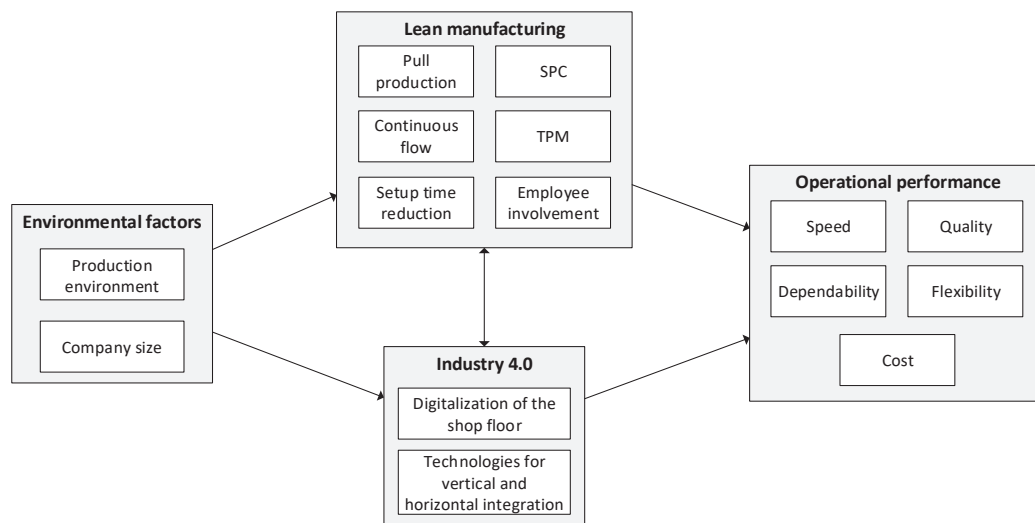 Lean manufacturing
Pull
production
SPC
Continuous
flow
TPM
Setup time
reduction
Employee
involvement
Environmental factors
Production
environment
Company size
Industry 4.0
Digitalization of the
shop floor
Technologies for
vertical and
horizontal integration
Operational performance
Speed
Quality
Dependability
Flexibility
Cost